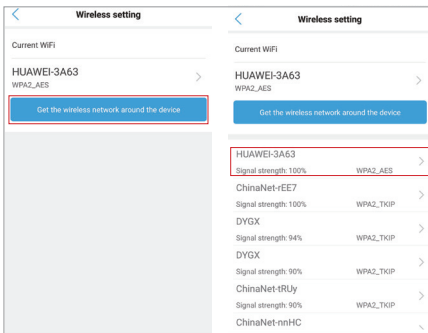 Wireless setting
Current WiFi
HUAWEI-3A63
WPA2_AES
Get the wireless network around the device
Wireless setting
Current WiFi
HUAWEI-3A63
WPA2_AES
Get the wireless network around the device
HUAWEI-3A63
Signal strength: 100% WPA2_AES
ChinaNet-rEE7
Signal strength: 100% WPA2_TKIP
DYGX
Signal strength: 94% WPA2_TKIP
DYGX
Signal strength: 90% WPA2_TKIP
ChinaNet-tRUy
Signal strength: 90% WPA2_TKIP
ChinaNet-nnHC